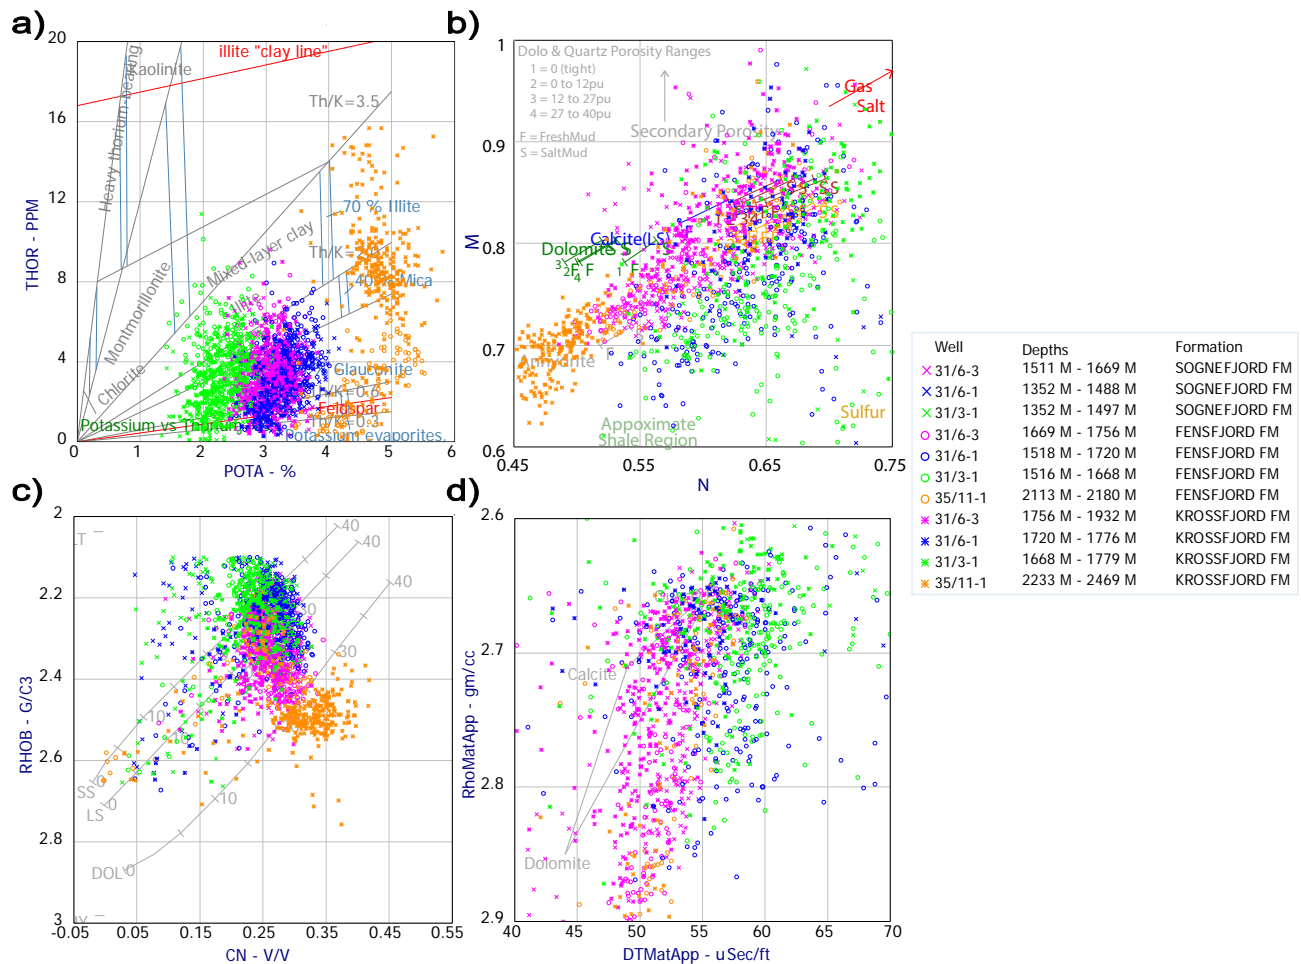 a)
20
16
12
8
4
0
THOR - PPM
illite "clay line"
Kaolinite
Heavy thorium-bearing
Th/K=3.5
70 % Illite
Mixed layer clay
Montmorillonite
Illite
Chlorite
Glauconite
Feldspar
Th/K=0.3
Potassium evaporites,
0
1
2
3
4
5
6
POTA - %
b)
1
0.9
0.8
0.7
0.6
M
Dolo & Quartz Porosity Ranges
1 = 0 (tight)
2 = 0 to 12pu
3 = 12 to 27pu
4 = 27 to 40pu
F = FreshMud
S = SaltMud
Secondary Porosity
Gas
Salt
Calcite(LS)
Dolomite
Sulfur
Appoximate
Shale Region
0.45
0.55
0.65
0.75
N
Well Depths Formation
31/6-3 1511 M - 1669 M SOGNEFJORD FM
31/6-1 1352 M - 1488 M SOGNEFJORD FM
31/3-1 1352 M - 1497 M SOGNEFJORD FM
31/6-3 1669 M - 1756 M FENSFJORD FM
31/6-1 1518 M - 1720 M FENSFJORD FM
31/3-1 1516 M - 1668 M FENSFJORD FM
35/11-1 2113 M - 2180 M FENSFJORD FM
31/6-3 1756 M - 1932 M KROSSFJORD FM
31/6-1 1720 M - 1776 M KROSSFJORD FM
31/3-1 1668 M - 1779 M KROSSFJORD FM
35/11-1 2233 M - 2469 M KROSSFJORD FM
c)
2
2.2
2.4
2.6
2.8
3
RHOB - G/C3
40
40
40
30
10
10
SS 0
LS 0
DOL 0
-0.05
0.05
0.15
0.25
0.35
0.45
0.55
CN - V/V
d)
2.6
2.7
2.8
2.9
RhoMatApp - gm/cc
Calcite
Dolomite
40
45
50
55
60
65
70
DTMatApp - uSec/ft